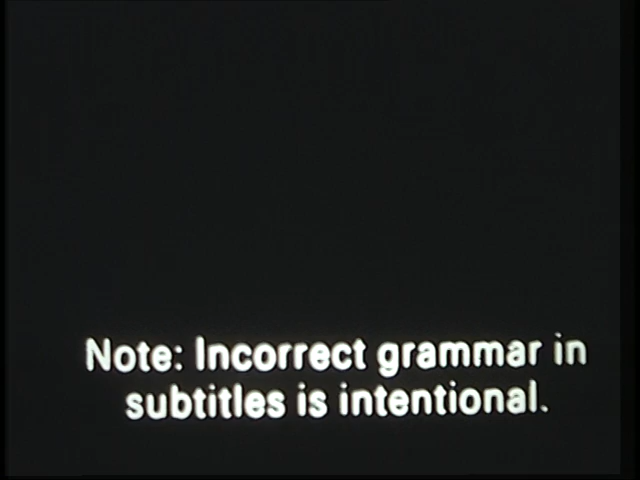 Note: Incorrect grammar in
subtitles is intentional.